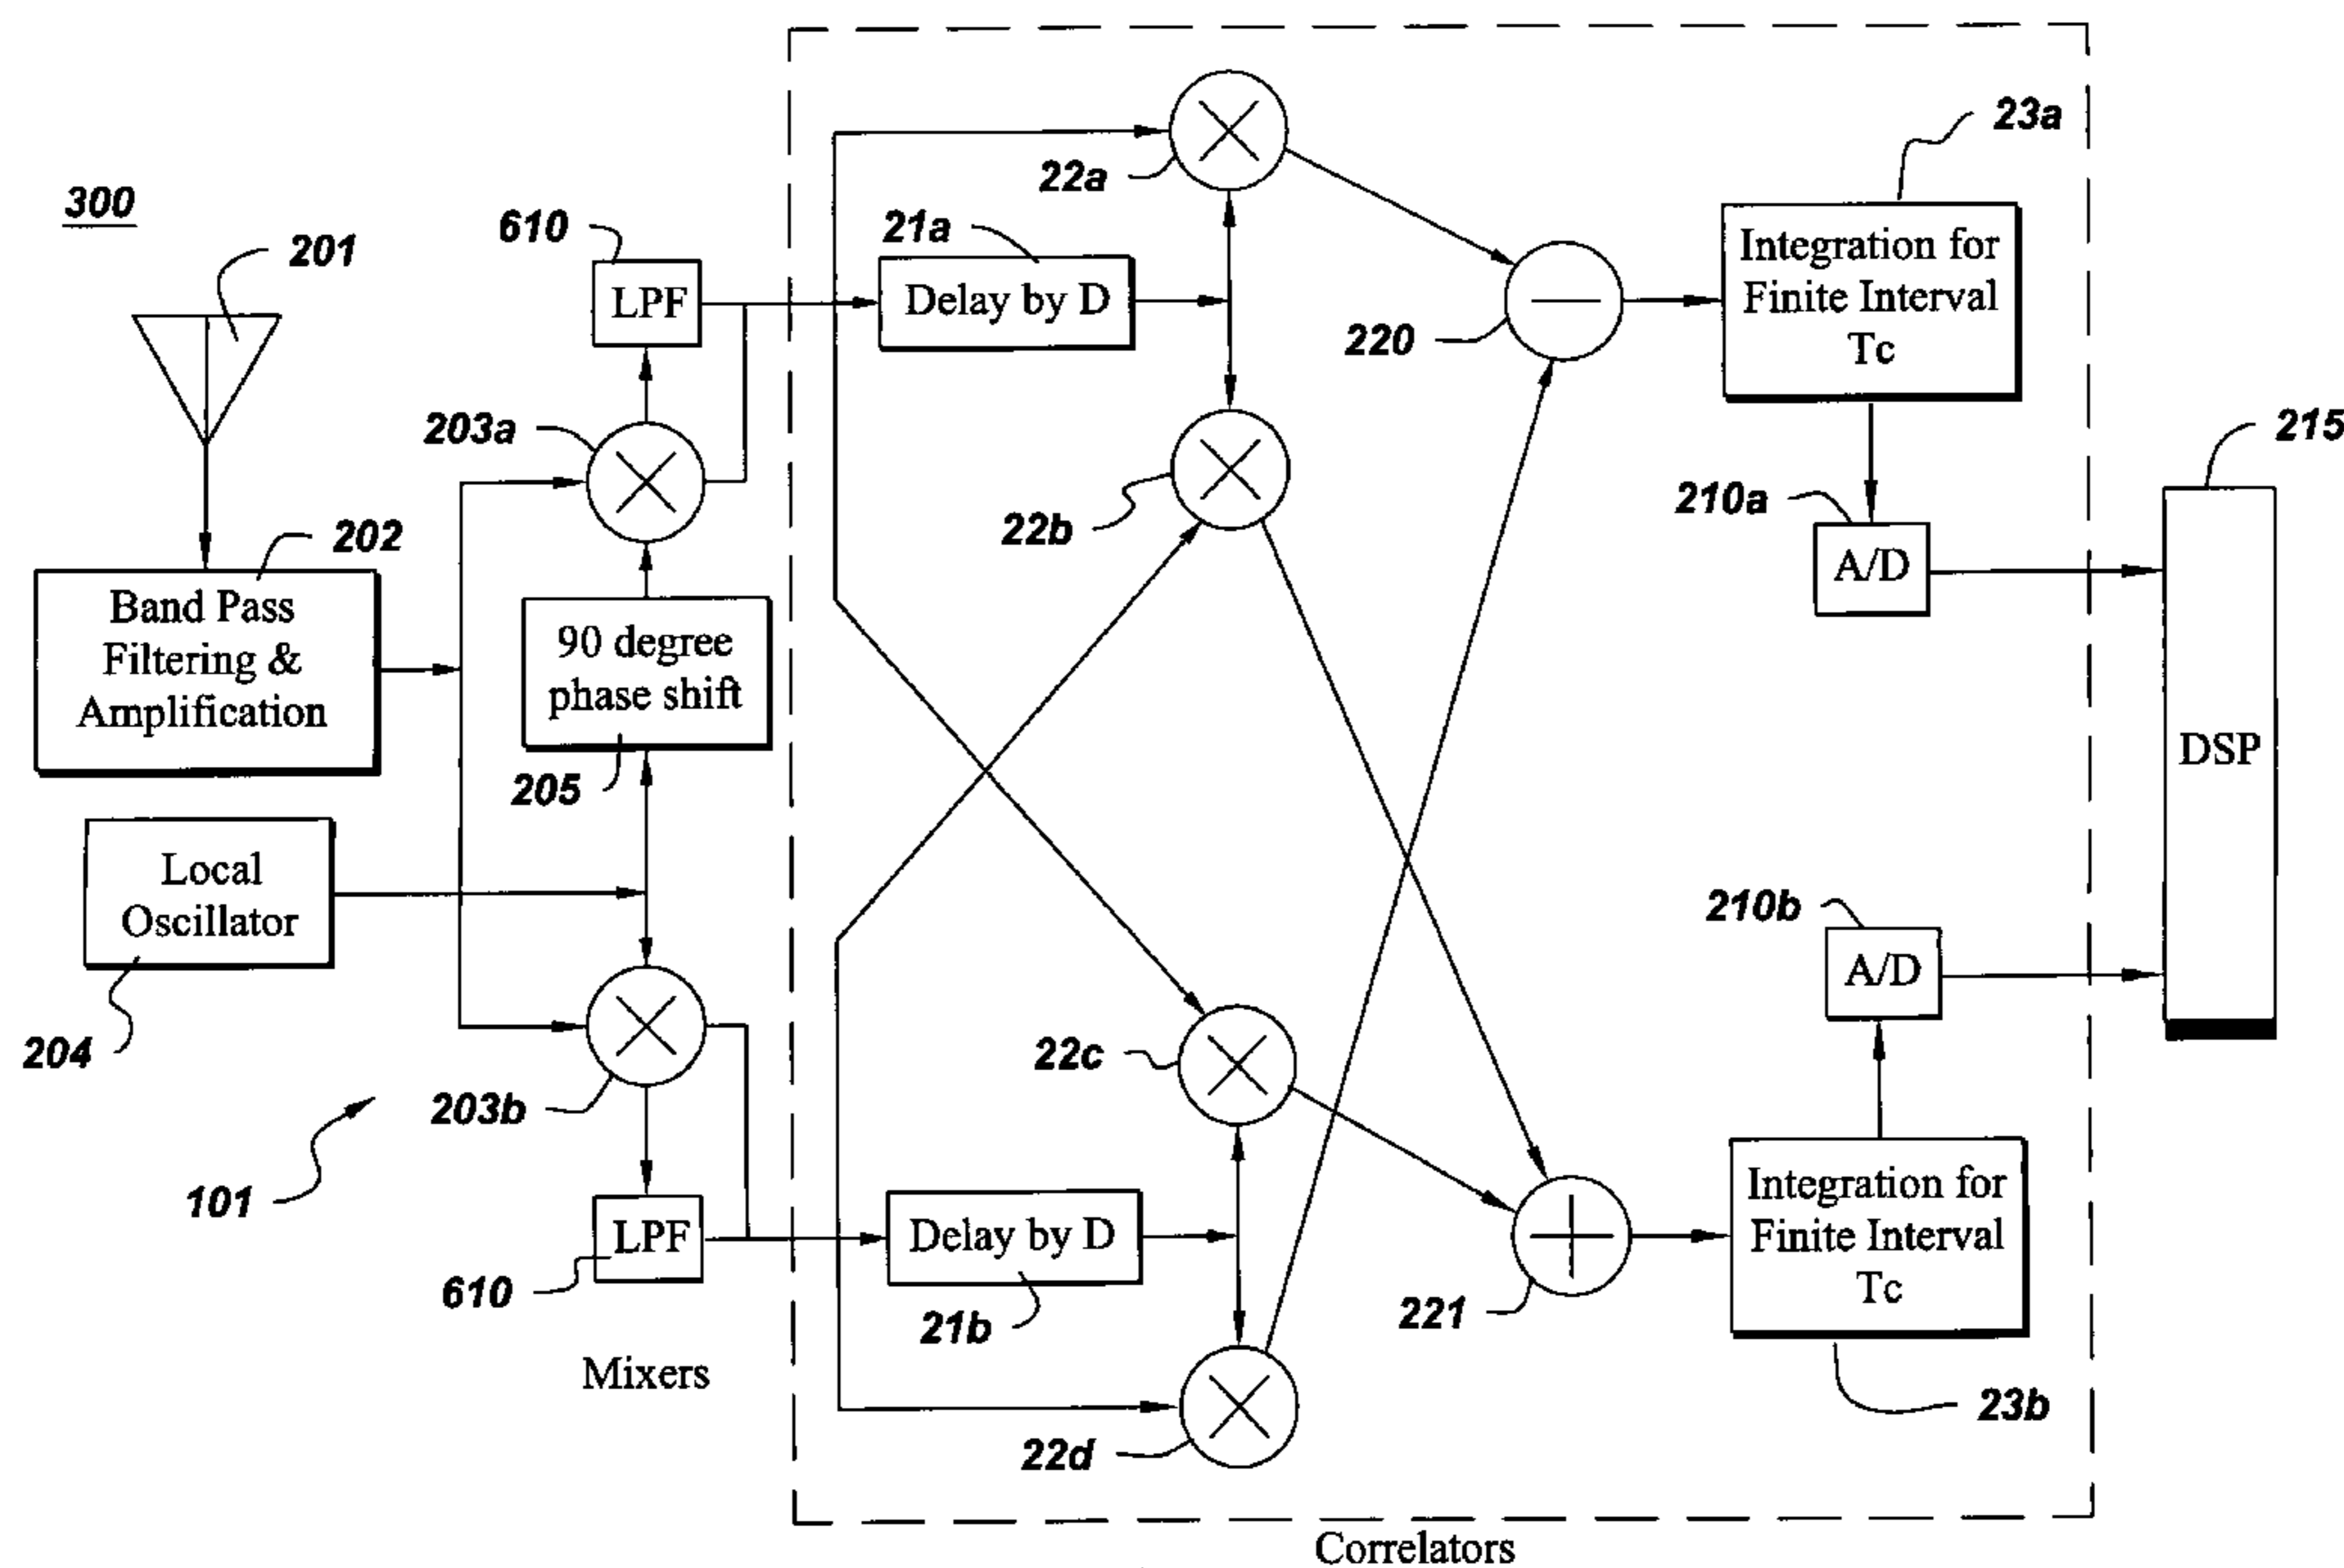 300
201
202
Band Pass
Filtering &
Amplification
Local
Oscillator
204
101
610
LPF
203a
90 degree
phase shift
205
203b
LPF
610
Mixers
22a
21a
Delay by D
22b
22c
Delay by D
21b
22d
220
221
23a
Integration for
Finite Interval
Tc
210a
A/D
210b
A/D
Integration for
Finite Interval
Tc
23b
215
DSP
Correlators